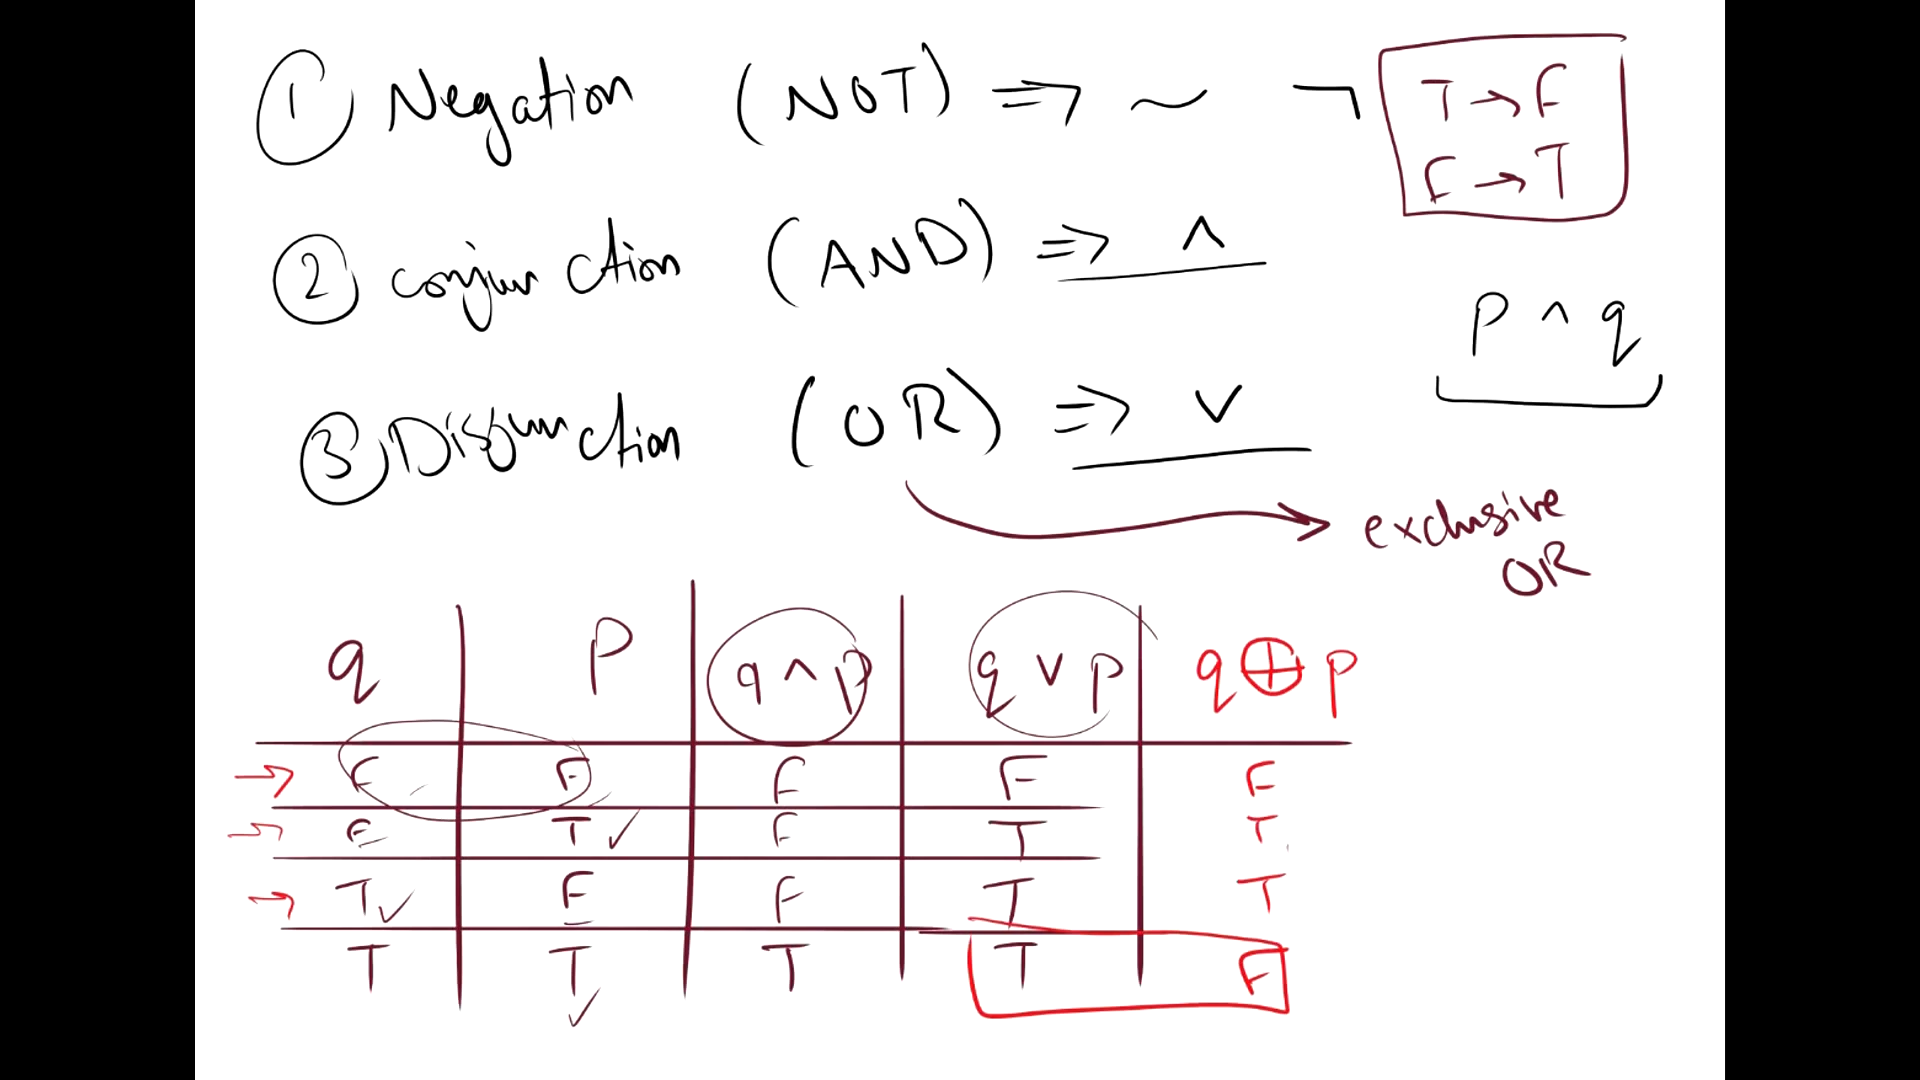 ① Negation (NOT) ⇒ ~ ¬
T → F
F → T
② conjunction (AND) ⇒ ∧
p ∧ q
③ Disjunction (OR) ⇒ ∨
exclusive
OR
q p q ∧ p q ∨ p q ⊕ p
→ F F F F F
→ F T ✓ F T T
→ T ✓ F F T T
T T ✓ T T F